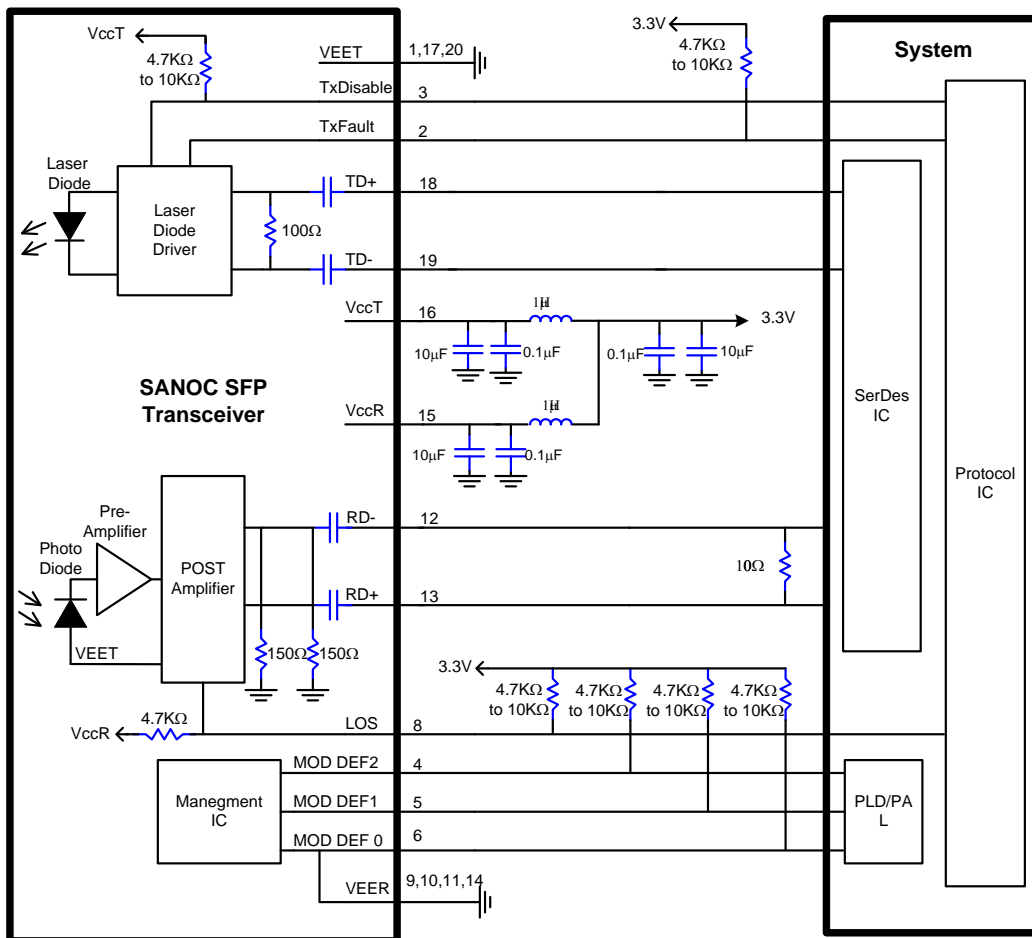 VccT
4.7KΩ
to 10KΩ
VEET
1,17,20
3.3V
4.7KΩ
to 10KΩ
System
TxDisable
3
TxFault
2
Laser
Diode
Laser
Diode
Driver
100Ω
TD+
18
TD-
19
VccT
16
1μH
3.3V
10μF
0.1μF
0.1μF
10μF
SANOC SFP
Transceiver
VccR
15
1μH
10μF
0.1μF
SerDes
IC
Protocol
IC
Pre-
Amplifier
Photo
Diode
POST
Amplifier
VEET
RD-
12
10Ω
RD+
13
150Ω
150Ω
3.3V
4.7KΩ
to 10KΩ
4.7KΩ
to 10KΩ
4.7KΩ
to 10KΩ
4.7KΩ
to 10KΩ
VccR
4.7KΩ
LOS
8
MOD DEF2
4
Manegment
IC
MOD DEF1
5
PLD/PA
L
MOD DEF 0
6
VEER
9,10,11,14